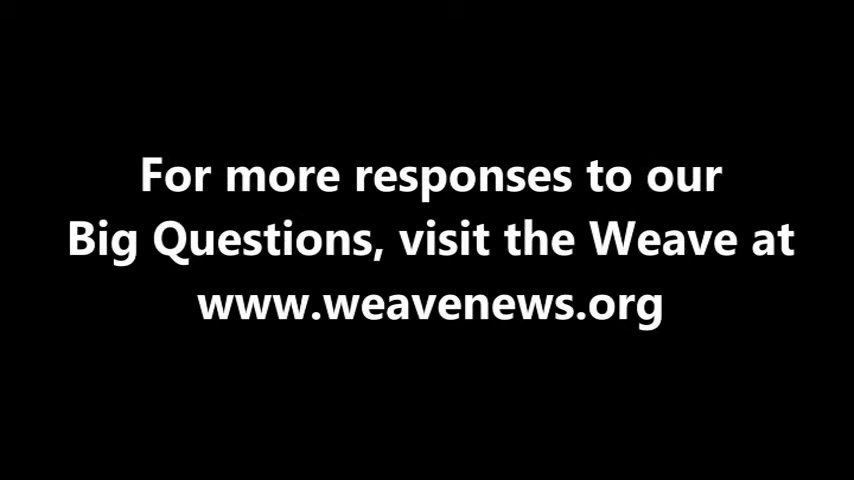 For more responses to our
Big Questions, visit the Weave at
www.weavenews.org